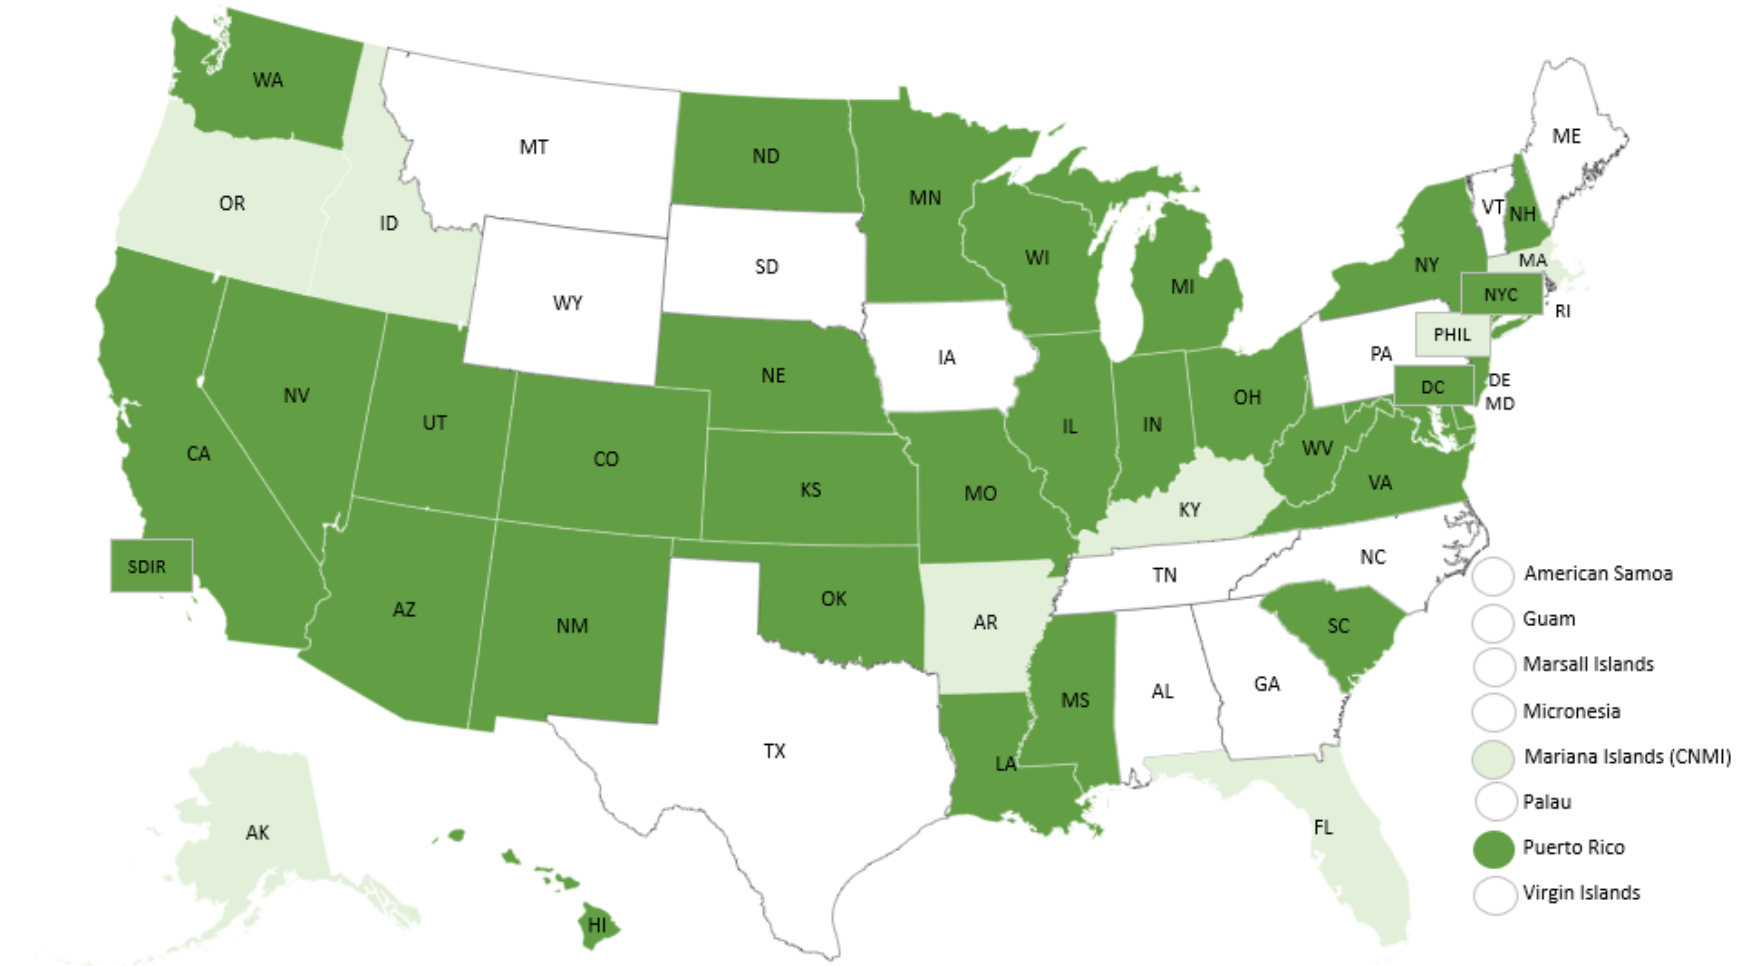 WA
MT
ND
MN
ME
OR
ID
SD
WI
MI
NY
VT
NH
MA
WY
NYC
RI
IA
PHIL
PA
NE
DC
DE
MD
NV
UT
CO
KS
MO
IL
IN
OH
WV
VA
CA
KY
SDIR
AZ
NM
OK
AR
TN
NC
SC
MS
AL
GA
TX
LA
FL
AK
HI
American Samoa
Guam
Marsall Islands
Micronesia
Mariana Islands (CNMI)
Palau
Puerto Rico
Virgin Islands